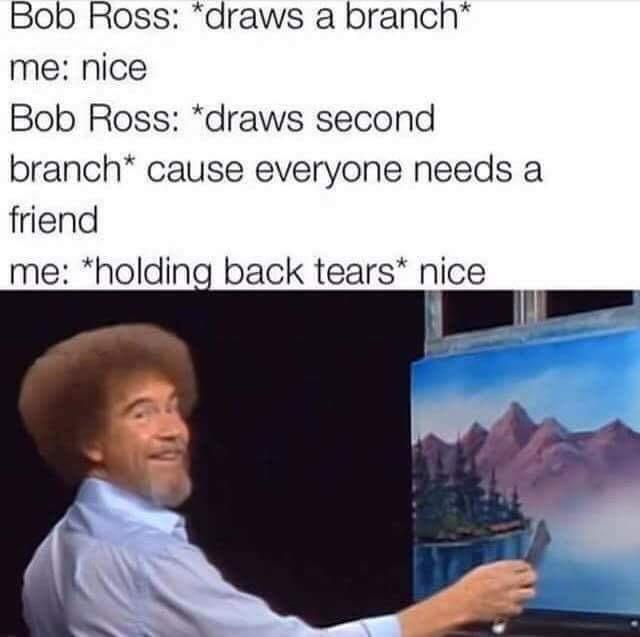 Bob Ross: *draws a branch*
me: nice
Bob Ross: *draws second
branch* cause everyone needs a
friend
me: *holding back tears* nice